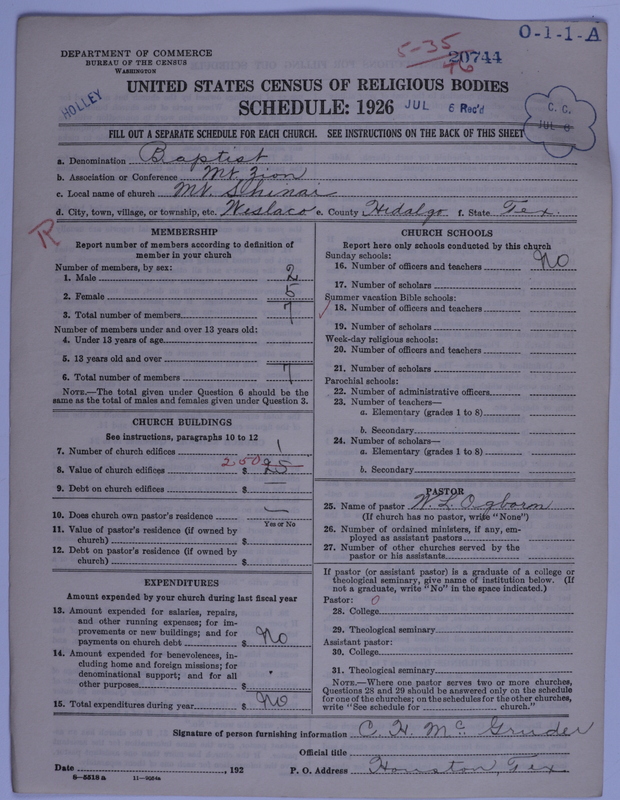 O-1-1-A
DEPARTMENT OF COMMERCE
BUREAU OF THE CENSUS
WASHINGTON
5-35
20744
HOLLEY
UNITED STATES CENSUS OF RELIGIOUS BODIES
SCHEDULE: 1926 JUL 6 Rec'd
C. C.
JUL 8
FILL OUT A SEPARATE SCHEDULE FOR EACH CHURCH. SEE INSTRUCTIONS ON THE BACK OF THIS SHEET
a. Denomination Baptist
b. Association or Conference Mt. Zion
c. Local name of church Mt. Shinai
d. City, town, village, or township, etc. Weslaco e. County Hidalgo f. State Tex.
R
MEMBERSHIP
Report number of members according to definition of
member in your church
Number of members, by sex:
1. Male 2
2. Female 5
3. Total number of members 7
Number of members under and over 13 years old:
4. Under 13 years of age
5. 13 years old and over
6. Total number of members 7
NOTE.—The total given under Question 6 should be the
same as the total of males and females given under Question 3.
CHURCH BUILDINGS
See instructions, paragraphs 10 to 12
7. Number of church edifices 1
8. Value of church edifices $ 2500 25
9. Debt on church edifices $
10. Does church own pastor's residence
Yes or No
11. Value of pastor's residence (if owned by
church) $
12. Debt on pastor's residence (if owned by
church) $
EXPENDITURES
Amount expended by your church during last fiscal year
13. Amount expended for salaries, repairs,
and other running expenses; for im-
provements or new buildings; and for
payments on church debt $ No
14. Amount expended for benevolences, in-
cluding home and foreign missions; for
denominational support; and for all
other purposes $
15. Total expenditures during year $ No
CHURCH SCHOOLS
Report here only schools conducted by this church
Sunday schools:
16. Number of officers and teachers No
17. Number of scholars
Summer vacation Bible schools:
18. Number of officers and teachers
19. Number of scholars
Week-day religious schools:
20. Number of officers and teachers
21. Number of scholars
Parochial schools:
22. Number of administrative officers
23. Number of teachers—
a. Elementary (grades 1 to 8)
b. Secondary
24. Number of scholars—
a. Elementary (grades 1 to 8)
b. Secondary
PASTOR
25. Name of pastor W. L. Ogborn
(If church has no pastor, write "None")
26. Number of ordained ministers, if any, em-
ployed as assistant pastors
27. Number of other churches served by the
pastor or his assistants
If pastor (or assistant pastor) is a graduate of a college or
theological seminary, give name of institution below. (If
not a graduate, write "No" in the space indicated.)
Pastor: 0
28. College
29. Theological seminary
Assistant pastor:
30. College
31. Theological seminary
NOTE.—Where one pastor serves two or more churches,
Questions 28 and 29 should be answered only on the schedule
for one of the churches; on the schedules for the other churches,
write "See schedule for church."
Signature of person furnishing information C. H. McGruder
Official title
Date , 192 P. O. Address Houston, Tex.
8—5518 a 11—9034a